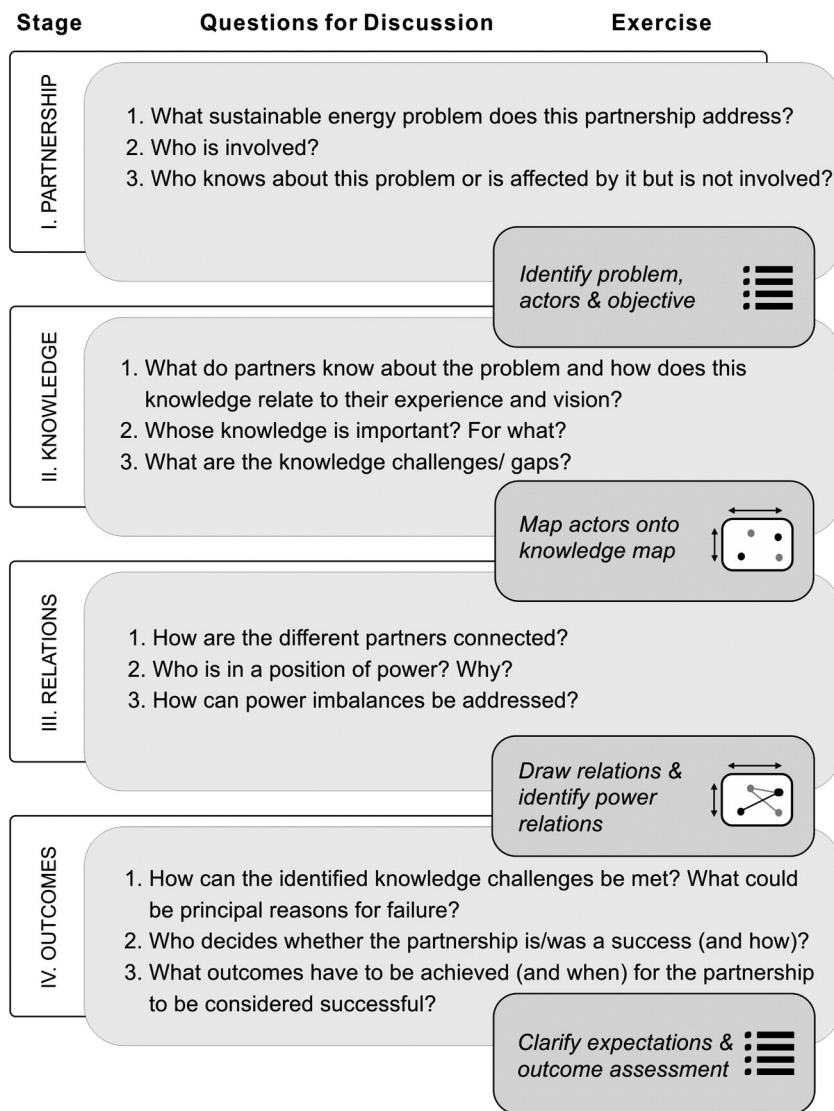 Stage Questions for Discussion Exercise
I. PARTNERSHIP
1. What sustainable energy problem does this partnership address?
2. Who is involved?
3. Who knows about this problem or is affected by it but is not involved?
Identify problem,
actors & objective
II. KNOWLEDGE
1. What do partners know about the problem and how does this
knowledge relate to their experience and vision?
2. Whose knowledge is important? For what?
3. What are the knowledge challenges/ gaps?
Map actors onto
knowledge map
III. RELATIONS
1. How are the different partners connected?
2. Who is in a position of power? Why?
3. How can power imbalances be addressed?
Draw relations &
identify power
relations
IV. OUTCOMES
1. How can the identified knowledge challenges be met? What could
be principal reasons for failure?
2. Who decides whether the partnership is/was a success (and how)?
3. What outcomes have to be achieved (and when) for the partnership
to be considered successful?
Clarify expectations &
outcome assessment